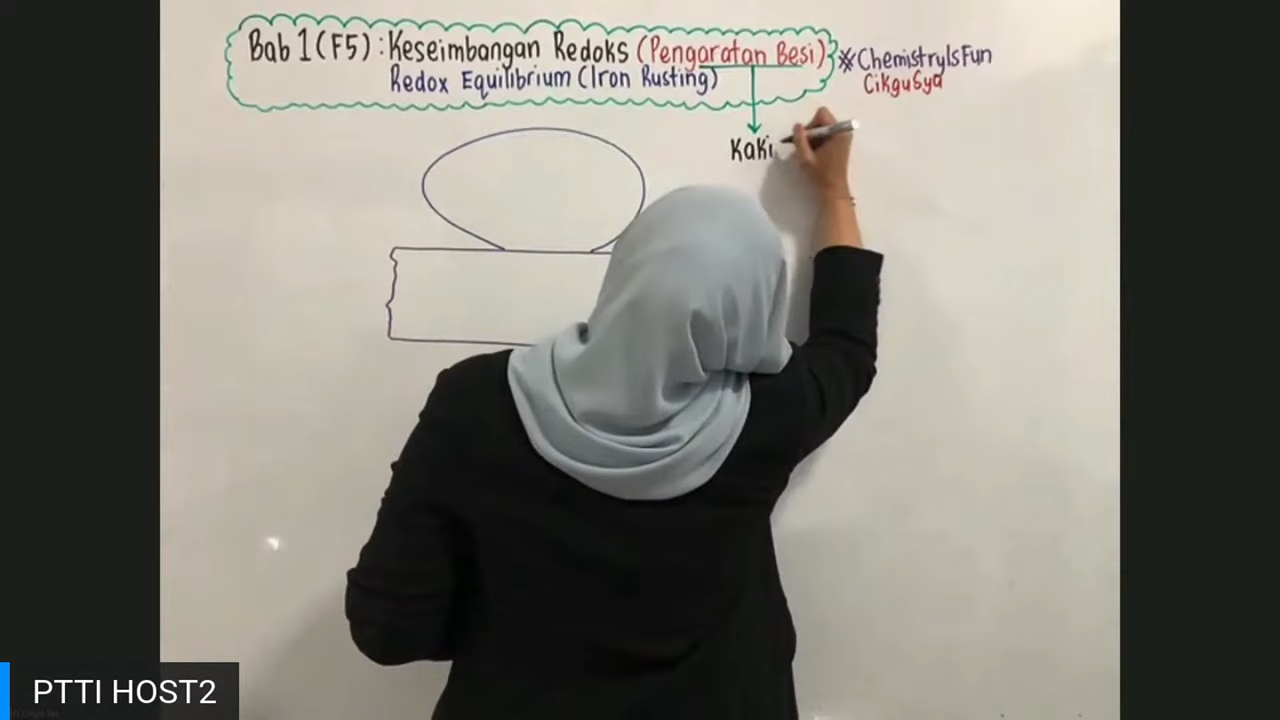 Bab 1 (F5) : Keseimbangan Redoks (Pengaratan Besi)
Redox Equilibrium (Iron Rusting)
*ChemistryIsFun
CikguSya
Kaki
PTTI HOST2